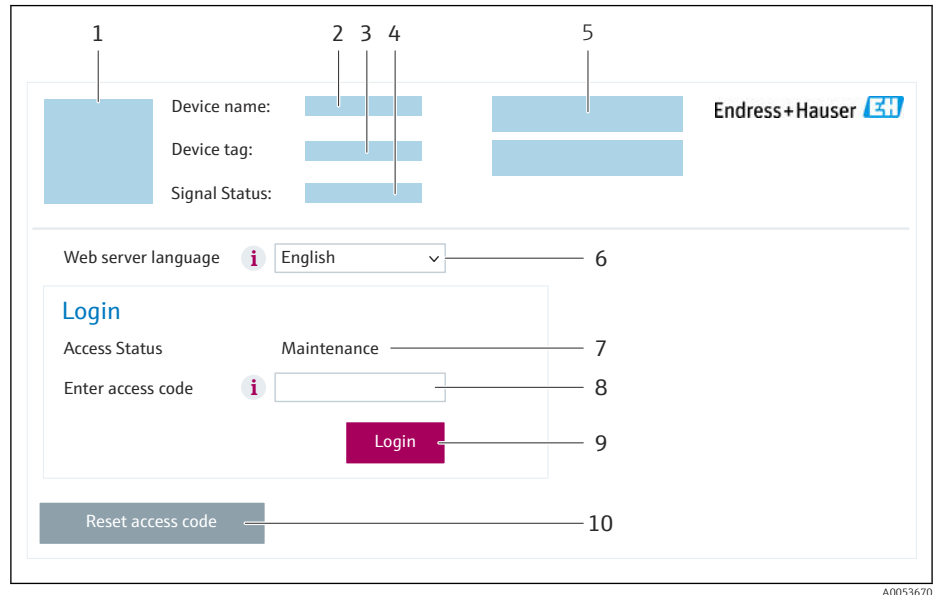 1 2 3 4 5
Device name:
Endress+Hauser EH
Device tag:
Signal Status:
Web server language i English 6
Login
Access Status Maintenance 7
Enter access code i 8
Login 9
Reset access code 10
A0053670